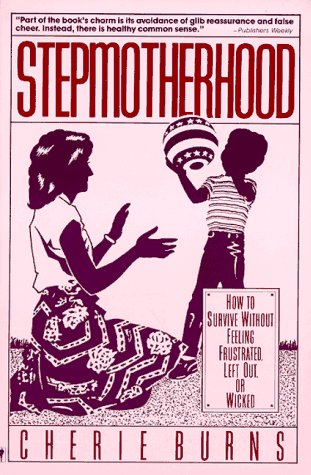 "Part of the book's charm is its avoidance of glib reassurance and false
cheer. Instead, there is healthy common sense." – Publishers Weekly
STEPMOTHERHOOD
HOW TO
SURVIVE WITHOUT
FEELING
FRUSTRATED,
LEFT OUT,
OR
WICKED
CHERIE BURNS